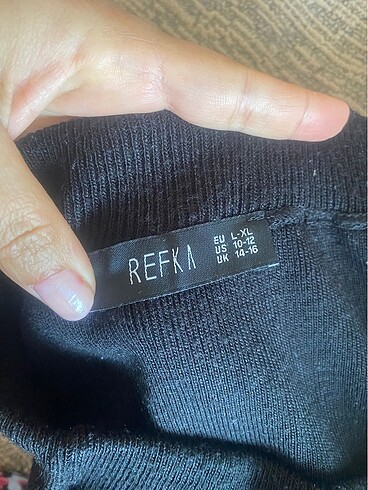 REFKA
EU L-XL
US 10-12
UK 14-16